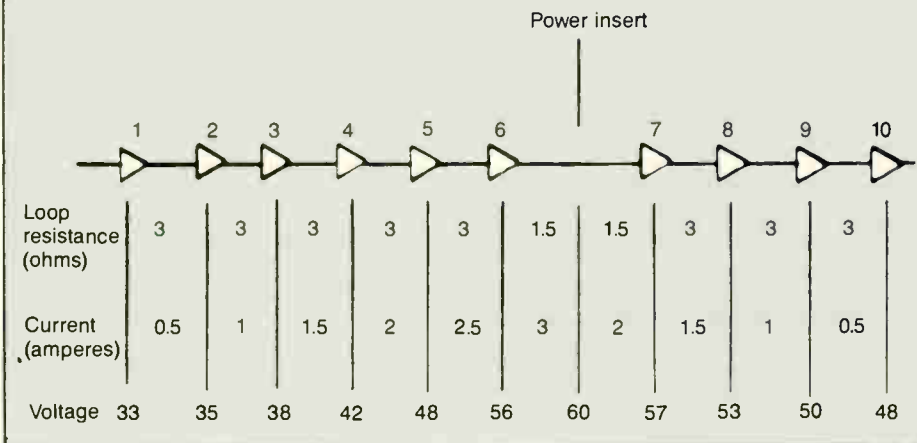 Power insert
1 2 3 4 5 6 7 8 9 10
Loop
resistance
(ohms)
3 3 3 3 3 1.5 1.5 3 3 3
Current
(amperes)
0.5 1 1.5 2 2.5 3 2 1.5 1 0.5
Voltage 33 35 38 42 48 56 60 57 53 50 48